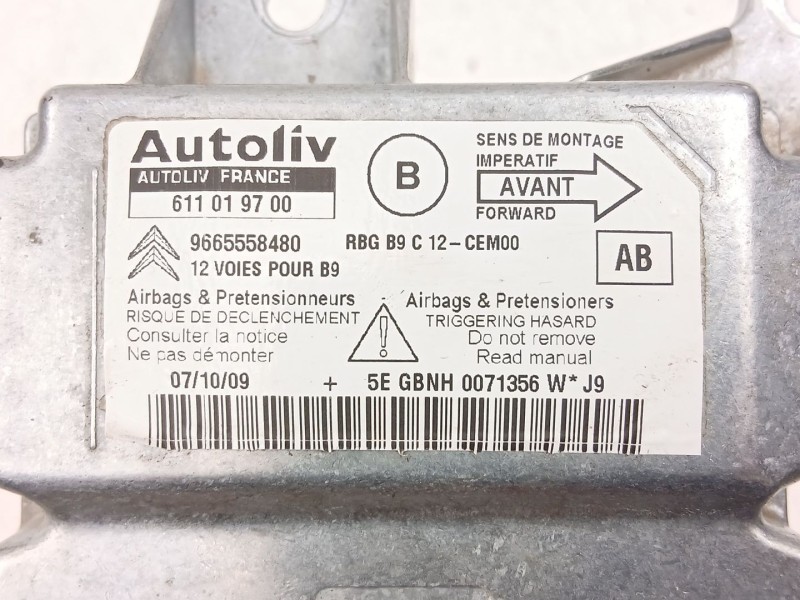 Autoliv
AUTOLIV FRANCE
611 01 97 00
B
SENS DE MONTAGE
IMPERATIF
AVANT
FORWARD
9665558480 RBG B9 C 12-CEM00
12 VOIES POUR B9
AB
Airbags & Pretensionneurs
RISQUE DE DECLENCHEMENT
Consulter la notice
Ne pas démonter
Airbags & Pretensioners
TRIGGERING HASARD
Do not remove
Read manual
07/10/09 + 5E GBNH 0071356 W* J9